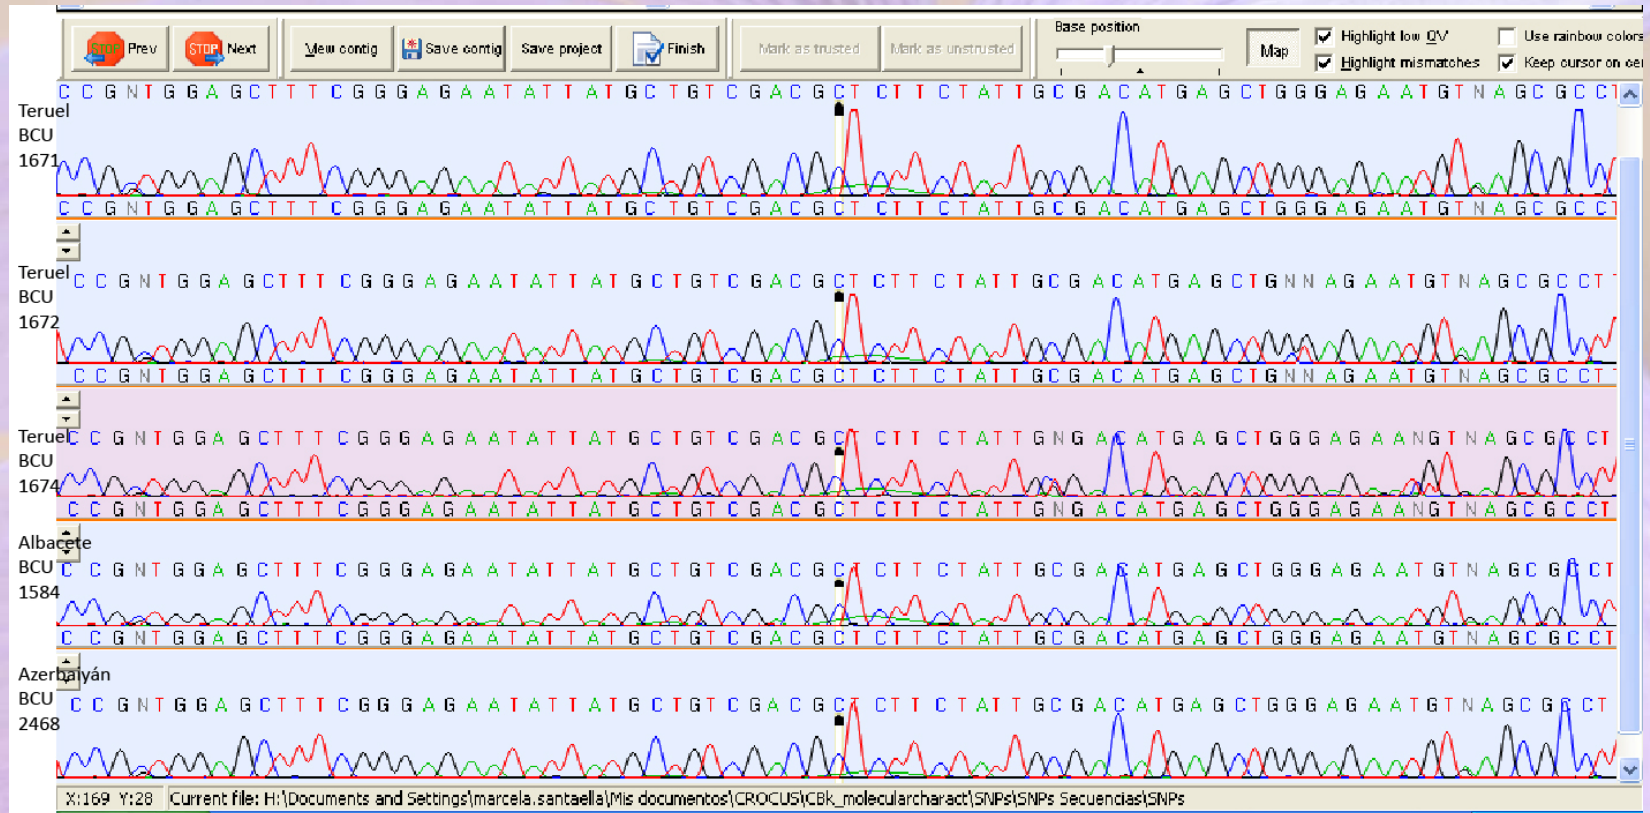 STOP Prev STOP Next View contig Save contig Save project Finish Mark as trusted Mark as unstrusted Base position Map Highlight low QV Use rainbow colors
Highlight mismatches Keep cursor on cen
C C G N T G G A G C T T T C G G G A G A A T A T T A T G C T G T C G A C G C T C T T C T A T T G C G A C A T G A G C T G G G A G A A T G T N A G C G C C T
Teruel
BCU
1671
C C G N T G G A G C T T T C G G G A G A A T A T T A T G C T G T C G A C G C T C T T C T A T T G C G A C A T G A G C T G G G A G A A T G T N A G C G C C T
Teruel
BCU
1672
C C G N T G G A G C T T T C G G G A G A A T A T T A T G C T G T C G A C G C T C T T C T A T T G C G A C A T G A G C T G N N A G A A T G T N A G C G C C T T
C C G N T G G A G C T T T C G G G A G A A T A T T A T G C T G T C G A C G C T C T T C T A T T G C G A C A T G A G C T G N N A G A A T G T N A G C G C C T T
Teruel
BCU
1674
C C G N T G G A G C T T T C G G G A G A A T A T T A T G C T G T C G A C G C T C T T C T A T T G N G A C A T G A G C T G G G A G A A N G T N A G C G C C T
C C G N T G G A G C T T T C G G G A G A A T A T T A T G C T G T C G A C G C T C T T C T A T T G N G A C A T G A G C T G G G A G A A N G T N A G C G C C T
Albacete
BCU
1584
C C G N T G G A G C T T T C G G G A G A A T A T T A T G C T G T C G A C G C T C T T C T A T T G C G A C A T G A G C T G G G A G A A T G T N A G C G C C T
C C G N T G G A G C T T T C G G G A G A A T A T T A T G C T G T C G A C G C T C T T C T A T T G C G A C A T G A G C T G G G A G A A T G T N A G C G C C T
Azerbaiyán
BCU
2468
C C G N T G G A G C T T T C G G G A G A A T A T T A T G C T G T C G A C G C T C T T C T A T T G C G A C A T G A G C T G G G A G A A T G T N A G C G C C T
X:169 Y:28 Current file: H:\Documents and Settings\marcela.santaella\Mis documentos\CROCUS\CBk_molecularcharact\SNPs\SNPs Secuencias\SNPs